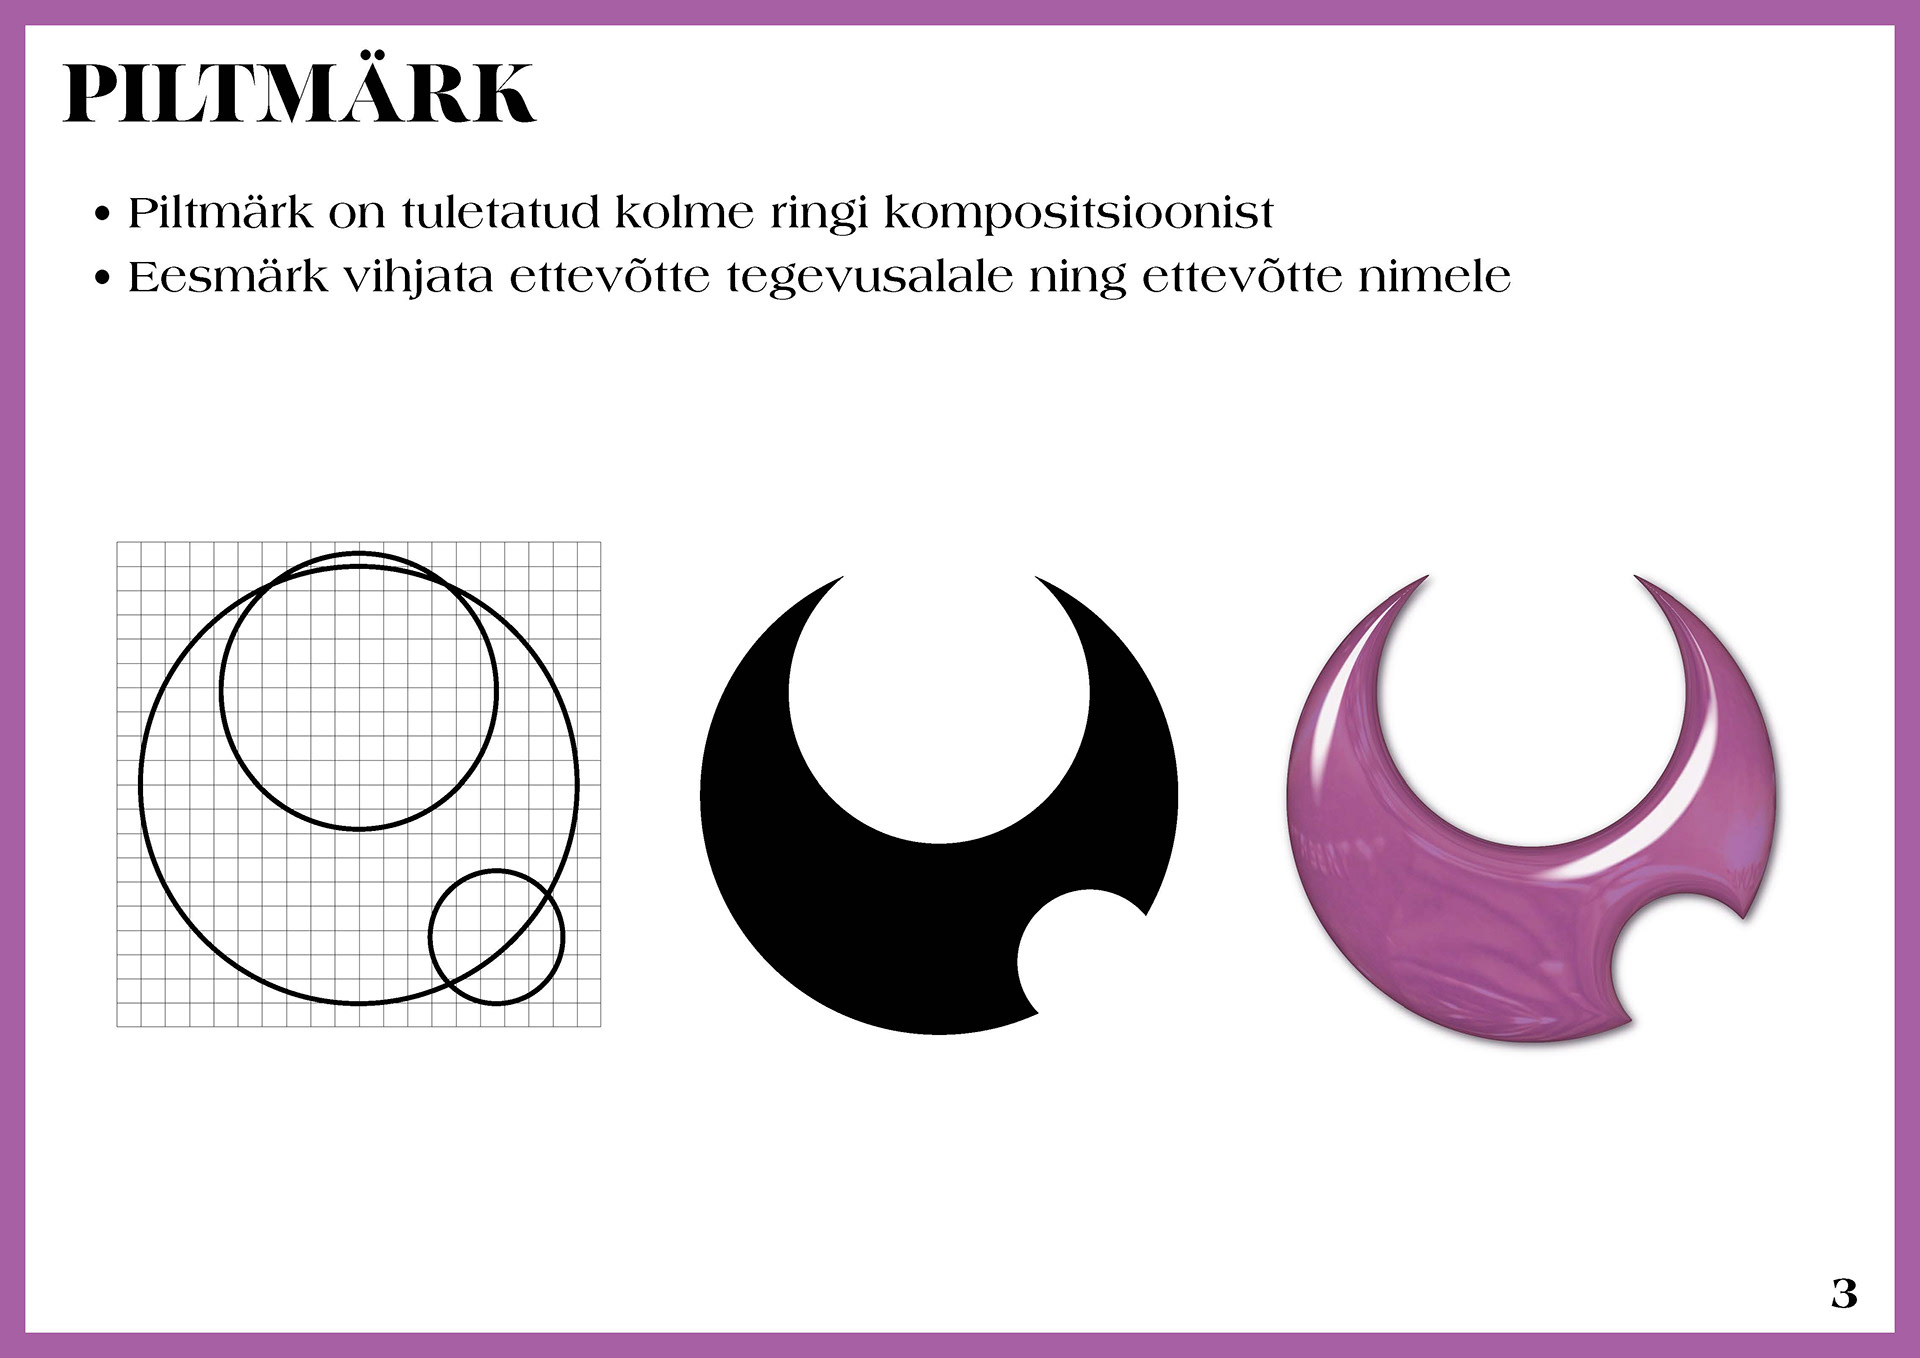 PILTMÄRK
• Piltmärk on tuletatud kolme ringi kompositsioonist
• Eesmärk vihjata ettevõtte tegevusalale ning ettevõtte nimele
3